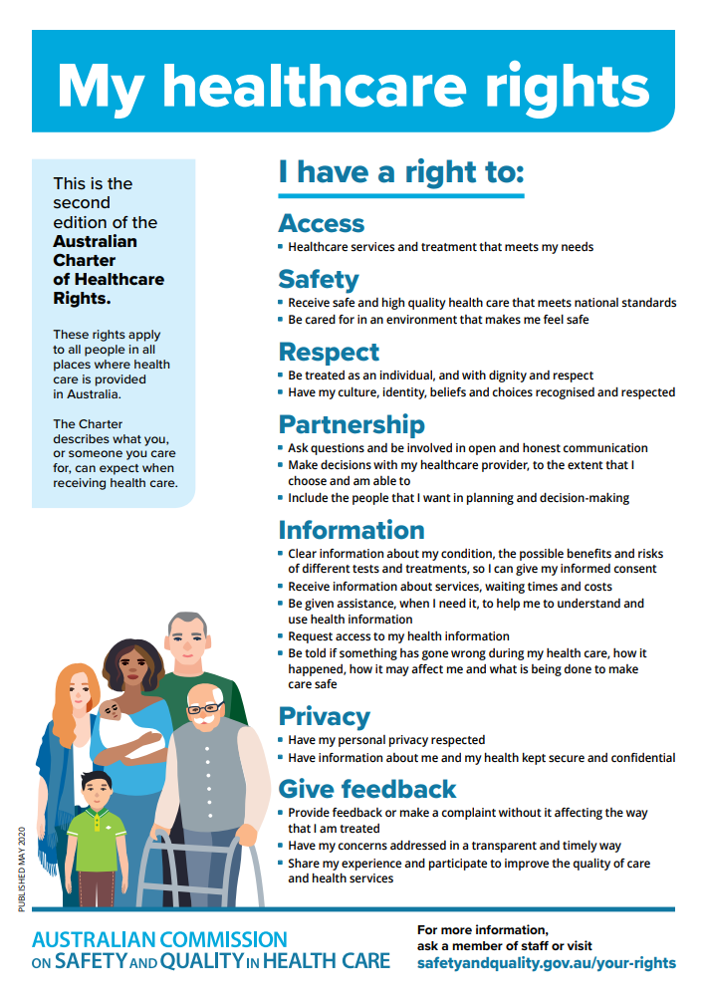 My healthcare rights
This is the
second
edition of the
Australian
Charter
of Healthcare
Rights.
These rights apply
to all people in all
places where health
care is provided
in Australia.
The Charter
describes what you,
or someone you care
for, can expect when
receiving health care.
I have a right to:
Access
▪ Healthcare services and treatment that meets my needs
Safety
▪ Receive safe and high quality health care that meets national standards
▪ Be cared for in an environment that makes me feel safe
Respect
▪ Be treated as an individual, and with dignity and respect
▪ Have my culture, identity, beliefs and choices recognised and respected
Partnership
▪ Ask questions and be involved in open and honest communication
▪ Make decisions with my healthcare provider, to the extent that I
choose and am able to
▪ Include the people that I want in planning and decision-making
Information
▪ Clear information about my condition, the possible benefits and risks
of different tests and treatments, so I can give my informed consent
▪ Receive information about services, waiting times and costs
▪ Be given assistance, when I need it, to help me to understand and
use health information
▪ Request access to my health information
▪ Be told if something has gone wrong during my health care, how it
happened, how it may affect me and what is being done to make
care safe
Privacy
▪ Have my personal privacy respected
▪ Have information about me and my health kept secure and confidential
Give feedback
▪ Provide feedback or make a complaint without it affecting the way
that I am treated
▪ Have my concerns addressed in a transparent and timely way
▪ Share my experience and participate to improve the quality of care
and health services
PUBLISHED MAY 2020
AUSTRALIAN COMMISSION
ON SAFETY AND QUALITY IN HEALTH CARE
For more information,
ask a member of staff or visit
safetyandquality.gov.au/your-rights